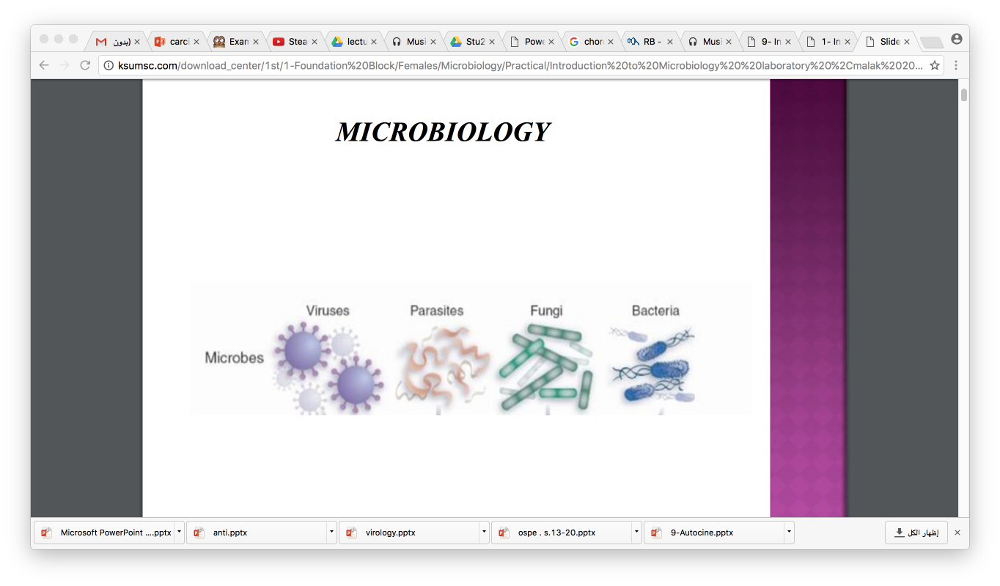 (بدون
carci
Exam
Stea
lectu
Musi
Stu2
Powe
chor
RB -
Musi
9- In
1- In
Slide
ksumsc.com/download_center/1st/1-Foundation%20Block/Females/Microbiology/Practical/Introduction%20to%20Microbiology%20%20laboratory%20%2Cmalak%2020...
MICROBIOLOGY
Viruses Parasites Fungi Bacteria
Microbes
Microsoft PowerPoint ....pptx anti.pptx virology.pptx ospe . s.13-20.pptx 9-Autocine.pptx إظهار الكل